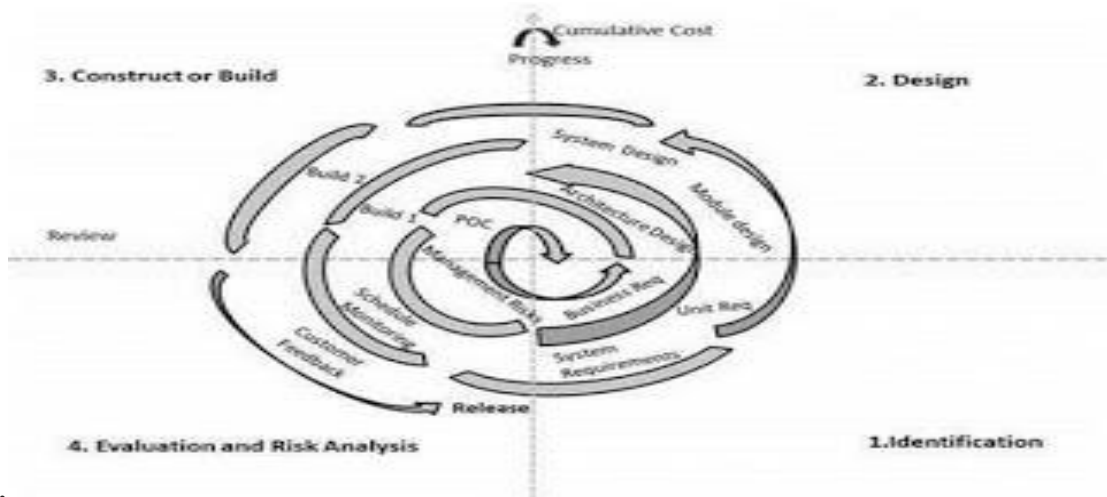 Cumulative Cost
Progress
3. Construct or Build
2. Design
System Design
Build 2
Module design
Architecture Desig
Build 1
POC
Review
Management Risks
Business Req
Unit Req
Schedule
Monitoring
System
Requirements
Customer
Feedback
Release
4. Evaluation and Risk Analysis
1.Identification